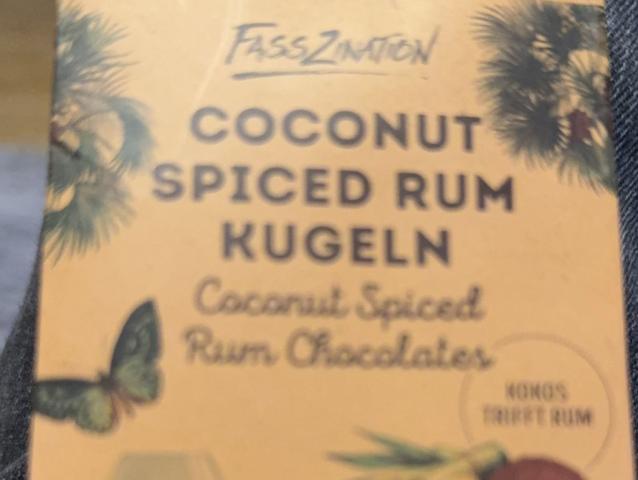 FASSZINATION
COCONUT
SPICED RUM
KUGELN
Coconut Spiced
Rum Chocolates
KOKOS
TRIFFT RUM